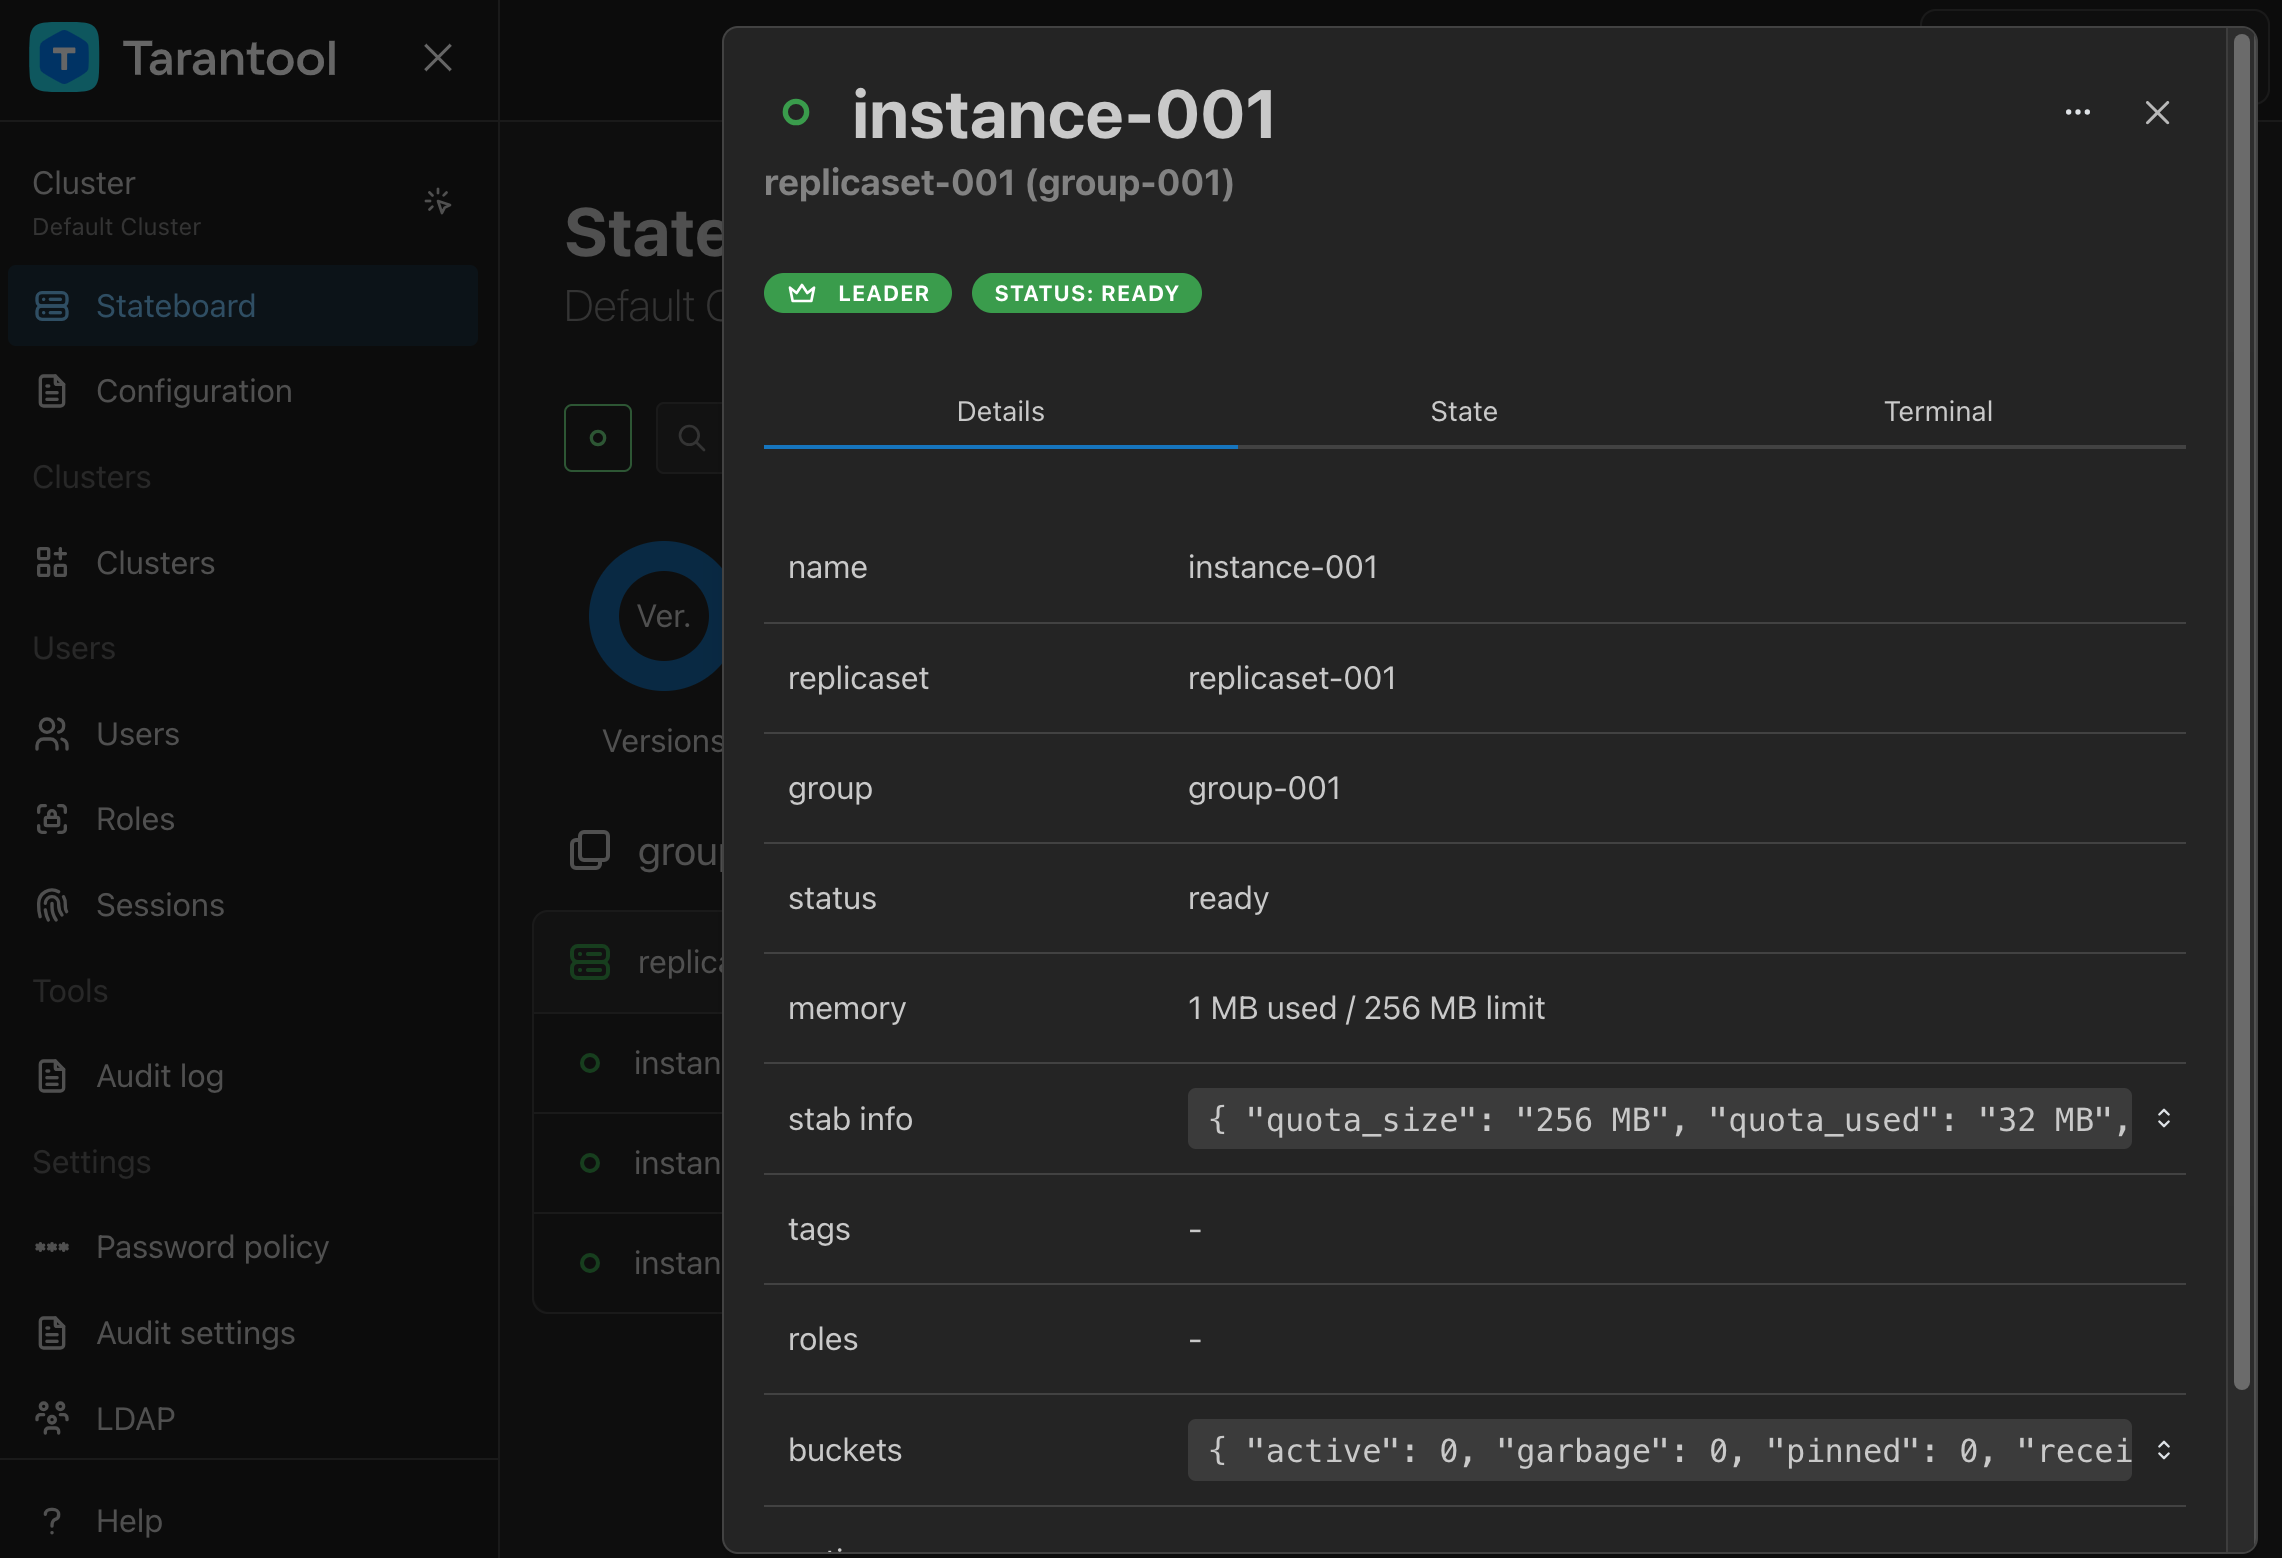 Tarantool
Cluster
Default Cluster
Stateboard
Configuration
Clusters
Clusters
Users
Users
Roles
Sessions
Tools
Audit log
Settings
Password policy
Audit settings
LDAP
? Help
State
Default C
Ver.
Versions
group
replica
instan
instan
instan
instance-001
replicaset-001 (group-001)
LEADER STATUS: READY
Details State Terminal
name instance-001
replicaset replicaset-001
group group-001
status ready
memory 1 MB used / 256 MB limit
stab info { "quota_size": "256 MB", "quota_used": "32 MB",
tags -
roles -
buckets { "active": 0, "garbage": 0, "pinned": 0, "recei